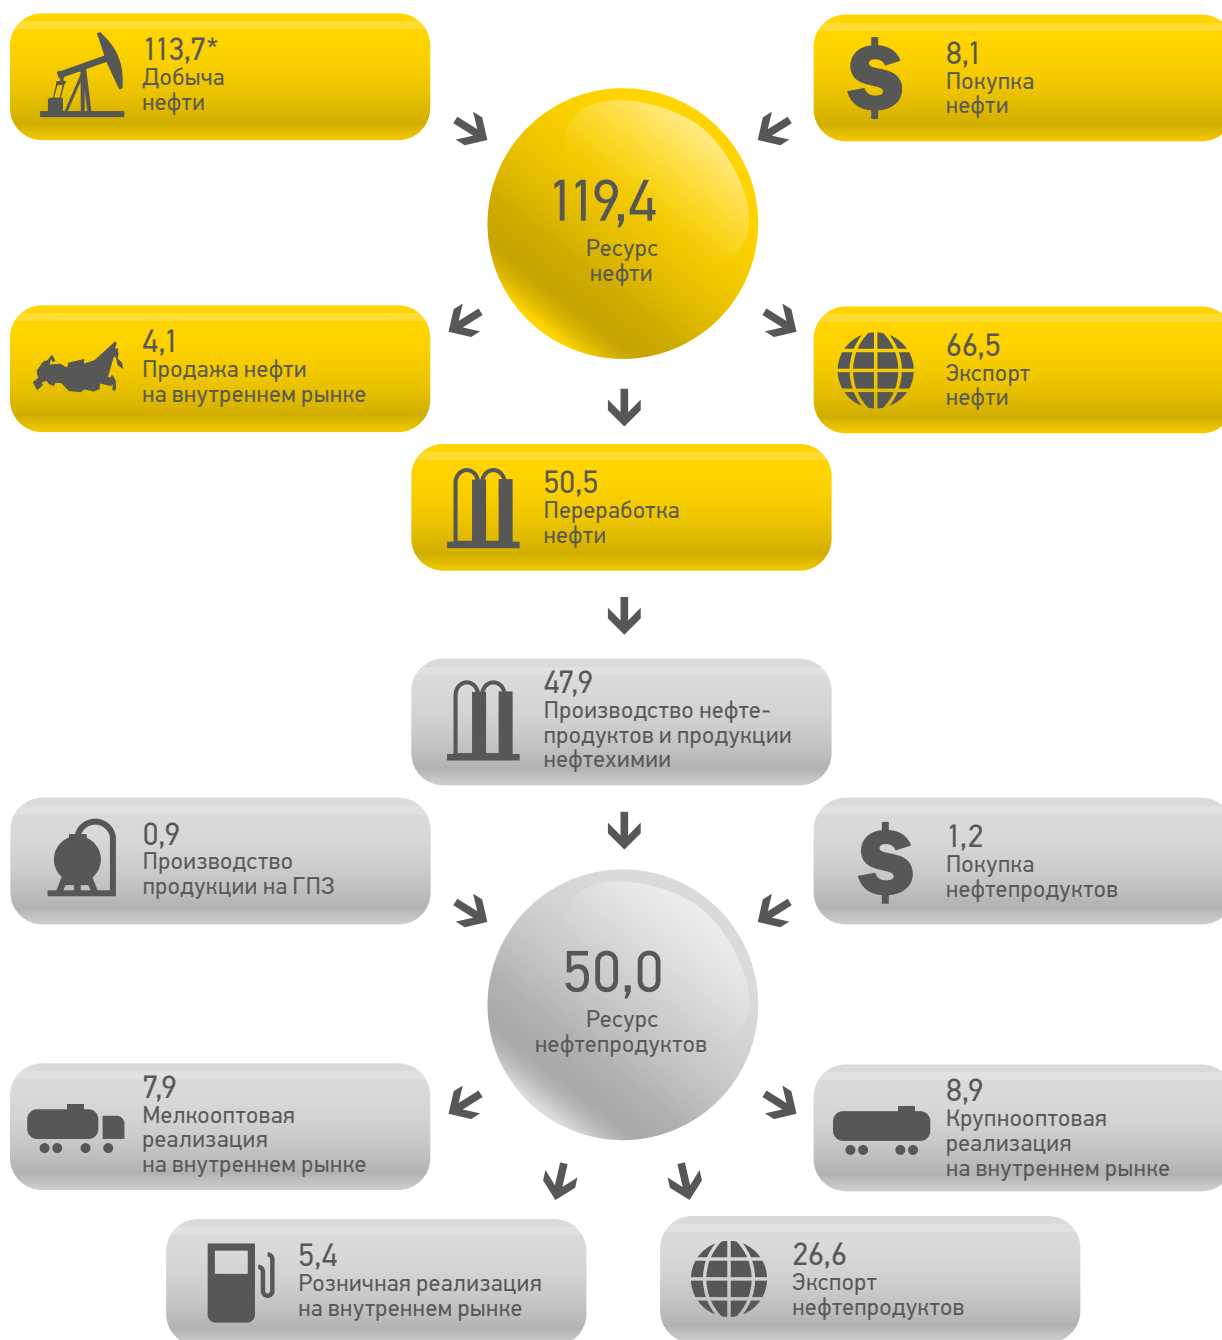 113,7*
Добыча
нефти
8,1
Покупка
нефти
119,4
Ресурс
нефти
4,1
Продажа нефти
на внутреннем рынке
66,5
Экспорт
нефти
50,5
Переработка
нефти
47,9
Производство нефте-
продуктов и продукции
нефтехимии
0,9
Производство
продукции на ГПЗ
1,2
Покупка
нефтепродуктов
50,0
Ресурс
нефтепродуктов
7,9
Мелкооптовая
реализация
на внутреннем рынке
8,9
Крупнооптовая
реализация
на внутреннем рынке
5,4
Розничная реализация
на внутреннем рынке
26,6
Экспорт
нефтепродуктов